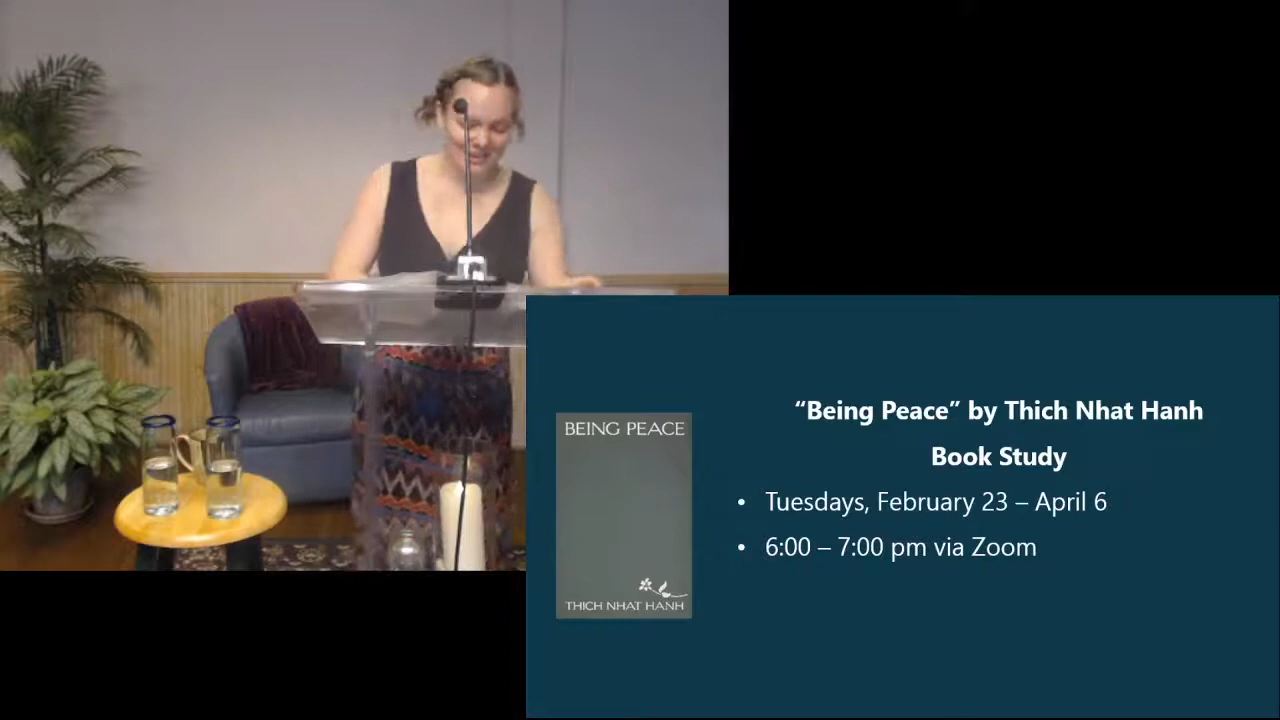 “Being Peace” by Thich Nhat Hanh
Book Study
• Tuesdays, February 23 – April 6
• 6:00 – 7:00 pm via Zoom
BEING PEACE
THICH NHAT HANH